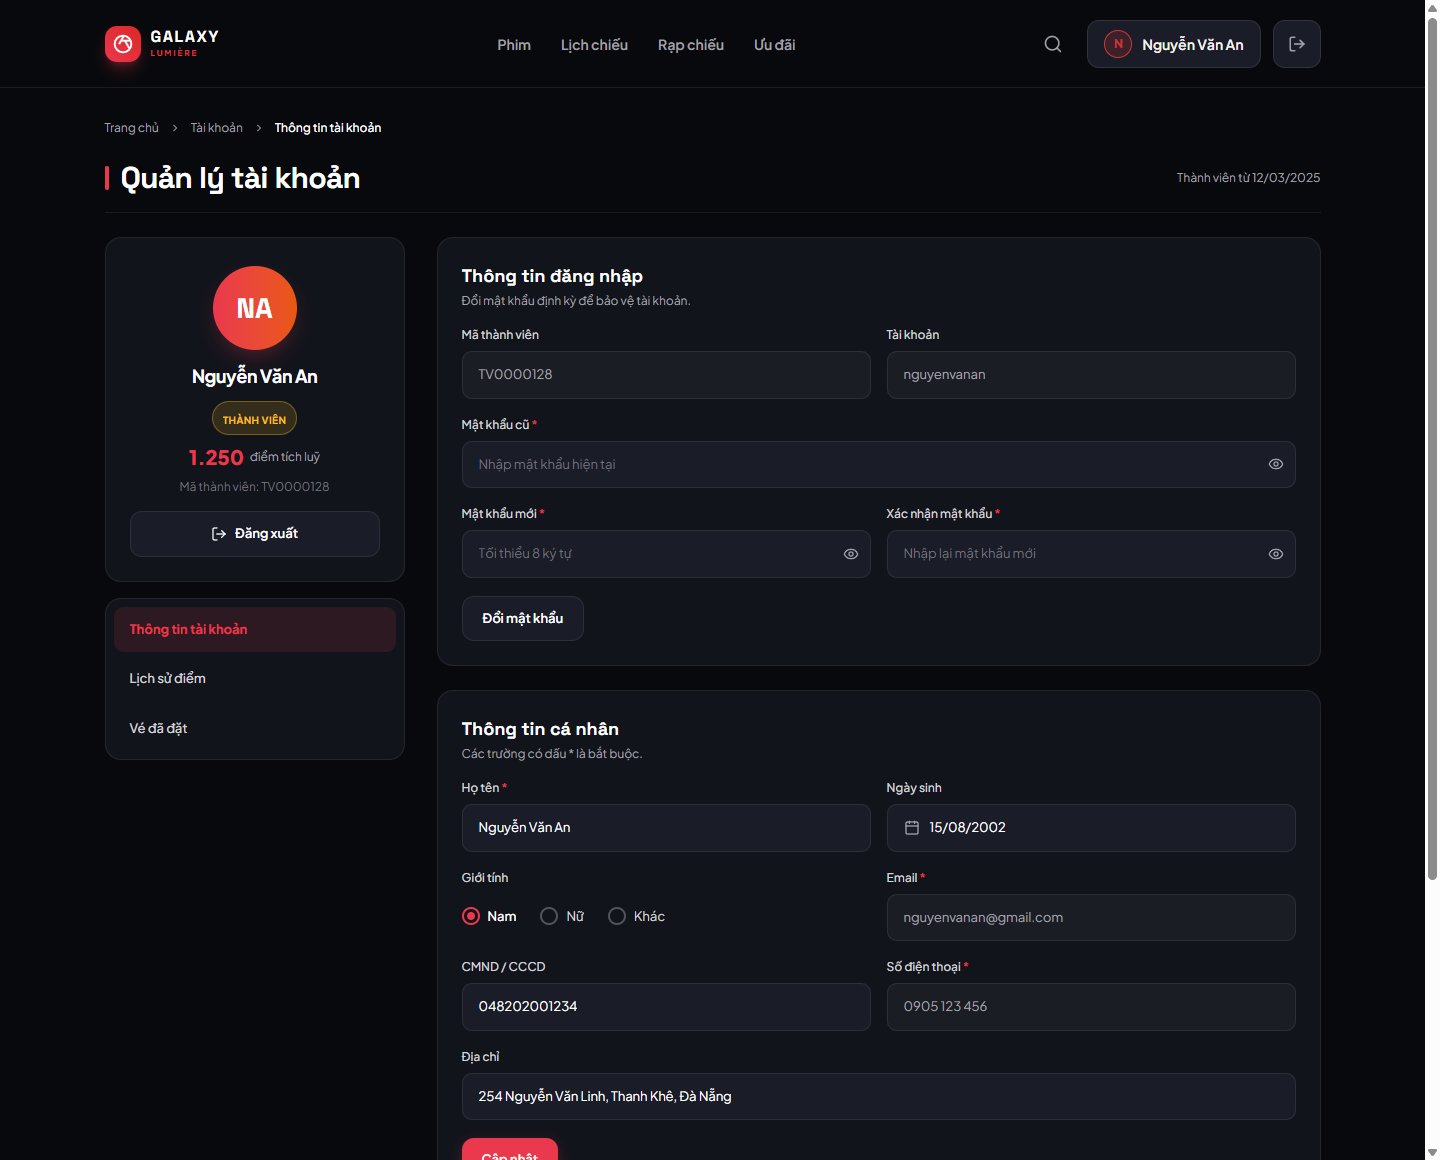 GALAXY
LUMIÈRE
Phim
Lịch chiếu
Rạp chiếu
Ưu đãi
N
Nguyễn Văn An
Trang chủ
Tài khoản
Thông tin tài khoản
Quản lý tài khoản
Thành viên từ 12/03/2025
NA
Nguyễn Văn An
THÀNH VIÊN
1.250 điểm tích luỹ
Mã thành viên: TV0000128
Đăng xuất
Thông tin tài khoản
Lịch sử điểm
Vé đã đặt
Thông tin đăng nhập
Đổi mật khẩu định kỳ để bảo vệ tài khoản.
Mã thành viên
TV0000128
Tài khoản
nguyenvanan
Mật khẩu cũ *
Nhập mật khẩu hiện tại
Mật khẩu mới *
Tối thiểu 8 ký tự
Xác nhận mật khẩu *
Nhập lại mật khẩu mới
Đổi mật khẩu
Thông tin cá nhân
Các trường có dấu * là bắt buộc.
Họ tên *
Nguyễn Văn An
Ngày sinh
15/08/2002
Giới tính
Nam
Nữ
Khác
Email *
nguyenvanan@gmail.com
CMND / CCCD
048202001234
Số điện thoại *
0905 123 456
Địa chỉ
254 Nguyễn Văn Linh, Thanh Khê, Đà Nẵng
Cập nhật